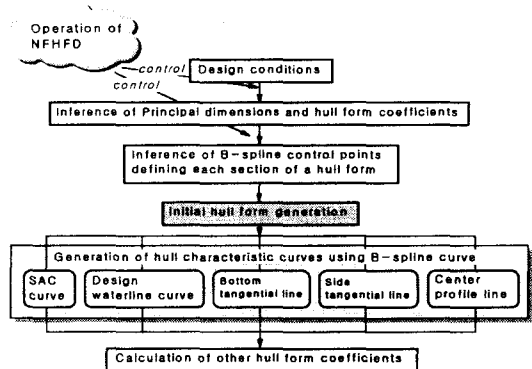 Operation of
NFHFD
control
control
Design conditions
Inference of Principal dimensions and hull form coefficients
Inference of B-spline control points
defining each section of a hull form
Initial hull form generation
Generation of hull characteristic curves using B-spline curve
SAC
curve
Design
waterline curve
Bottom
tangential line
Side
tangential line
Center
profile line
Calculation of other hull form coefficients